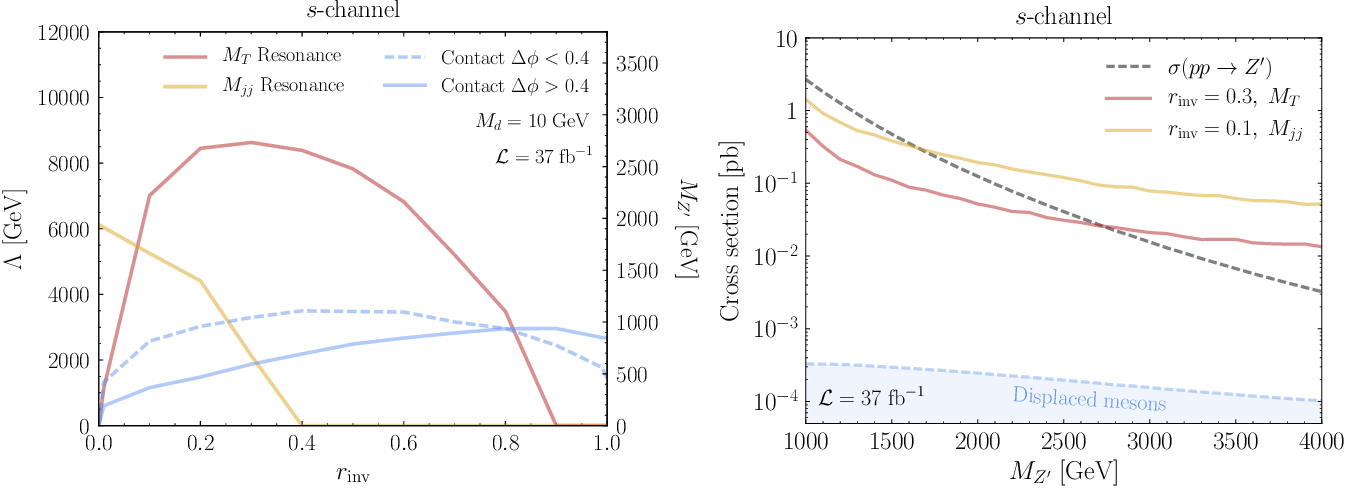 s-channel
12000
10000
8000
6000
4000
2000
0
Λ [GeV]
M_T Resonance
M_jj Resonance
Contact Δϕ < 0.4
Contact Δϕ > 0.4
M_d = 10 GeV
𝓛 = 37 fb⁻¹
3500
3000
2500
2000
1500
1000
500
0
M_Z′ [GeV]
0.0 0.2 0.4 0.6 0.8 1.0
r_inv
s-channel
10
1
10⁻¹
10⁻²
10⁻³
10⁻⁴
Cross section [pb]
σ(pp → Z′)
r_inv = 0.3, M_T
r_inv = 0.1, M_jj
𝓛 = 37 fb⁻¹
Displaced mesons
1000 1500 2000 2500 3000 3500 4000
M_Z′ [GeV]